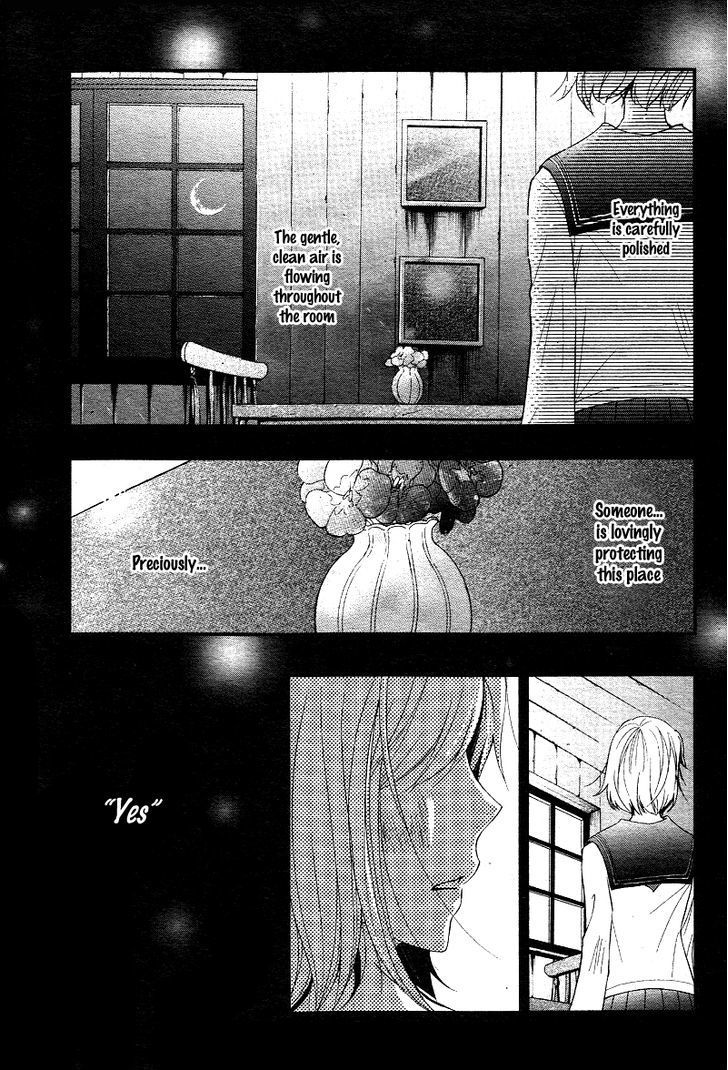 Everything
is carefully
polished
The gentle,
clean air is
flowing
throughout
the room
Someone...
is lovingly
protecting
this place
Preciously...
"Yes"